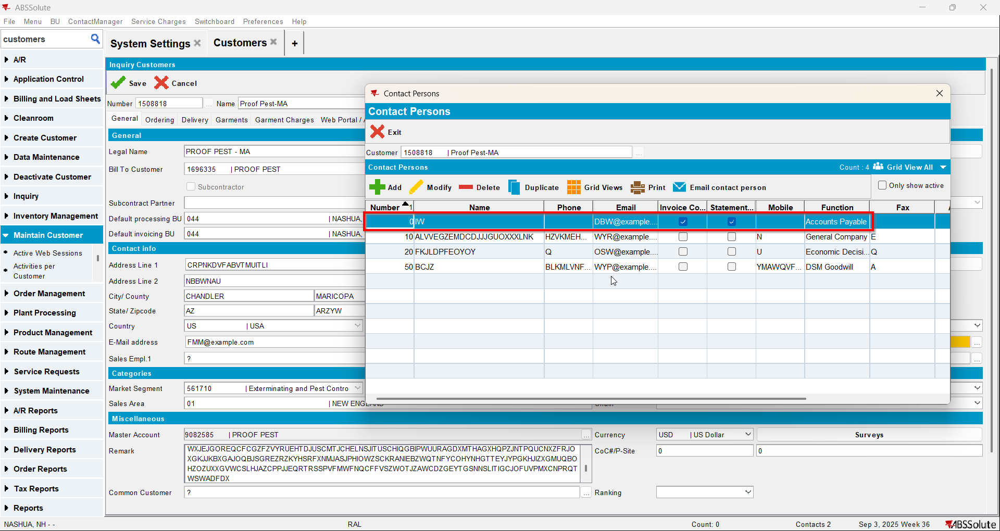 ABSSolute
File Menu BU ContactManager Service Charges Switchboard Preferences Help
customers
System Settings
Customers
+
A/R
Application Control
Billing and Load Sheets
Cleanroom
Create Customer
Data Maintenance
Deactivate Customer
Inquiry
Inventory Management
Maintain Customer
Active Web Sessions
Activities per
Customer
Order Management
Plant Processing
Product Management
Route Management
Service Requests
System Maintenance
A/R Reports
Billing Reports
Delivery Reports
Order Reports
Tax Reports
Reports
Inquiry Customers
Save Cancel
Number 1508818 ... Name Proof Pest-MA
General Ordering Delivery Garments Garment Charges Web Portal /
General
Legal Name PROOF PEST - MA
Bill To Customer 1696335 | PROOF PEST
Subcontractor
Subcontract Partner
Default processing BU 044 | NASHUA,
Default invoicing BU 044 | NASHUA,
Contact info
Address Line 1 CRPNKDVFABVTMUITLI
Address Line 2 NBBWNAU
City/ County CHANDLER MARICOPA
State/ Zipcode AZ ARZYW
Country US | USA
E-Mail address FMM@example.com
Sales Empl.1 ?
Categories
Market Segment 561710 | Exterminating and Pest Contro
Sales Area 01 | NEW ENGLAND
Miscellaneous
Master Account 9082585 | PROOF PEST ... Currency USD | US Dollar Surveys
Remark
WXJEJGOREQCFCGZFZVYRUEHTDJUSCMTJCHELNSJITUSCHIQGBIPWUURAGDXMTHAGXHQPZJNTPQUCNXZFRJO
XGKJJKBXGAJOQBJSGREZRZKYHSRFXNMJASJPHIOWZSCKRANIEBZWQTNFYCOHYNHGTTEYJYPGKHJIZXGMUQBO
HZOZUXXGVWCSLHJAZCPPJJEQRTRSSPVFMWFNQCFFVSZWOTJZAWCDZGEYTGSNNSLITIGCJOFUVPMXCNPRQT
WSWADFDX
CoC#/P-Site 0 0
Common Customer ? ... Ranking
Contact Persons
Contact Persons
Exit
Customer 1508818 | Proof Pest-MA ...
Contact Persons Count : 4 Grid View All
Add Modify Delete Duplicate Grid Views Print Email contact person Only show active
Number 1 Name Phone Email Invoice Co... Statement... Mobile Function Fax
0 IW DBW@example.... Accounts Payable
10 ALVVEGZEMDCDJJJGUOXXXLNK HZVKMEH... WYR@example.... N General Company E
20 FKJLDPFEOYOY Q OSW@example.... U Economic Decisi... Q
50 BCJZ BLKMLVNF... WYP@example.... YMAWQVF... DSM Goodwill A
...
...
NASHUA, NH - - RAL Count: 0 Contacts 2 Sep 3, 2025 Week 36 ABSSolute